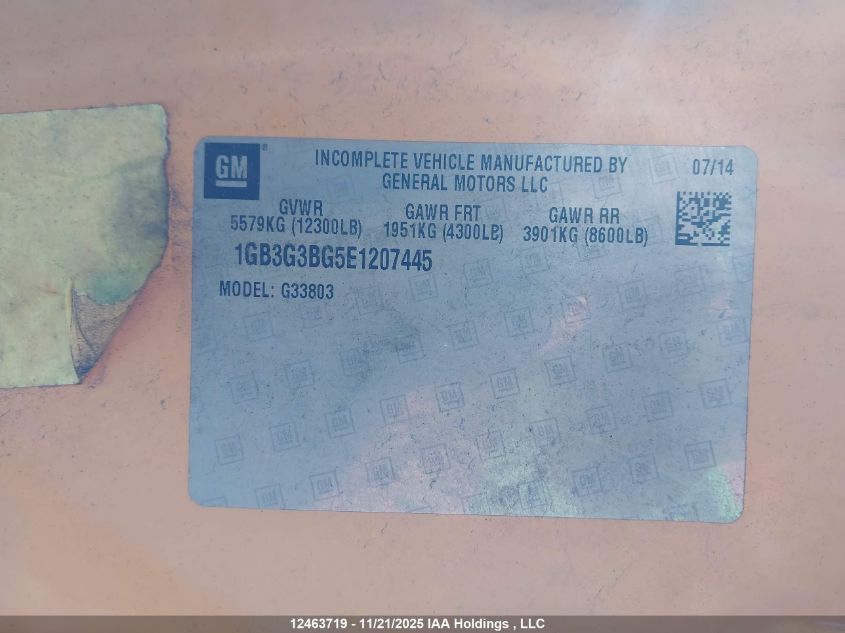 GM
INCOMPLETE VEHICLE MANUFACTURED BY
GENERAL MOTORS LLC
07/14
GVWR GAWR FRT GAWR RR
5579KG (12300LB) 1951KG (4300LB) 3901KG (8600LB)
1GB3G3BG5E1207445
MODEL: G33803
12463719 - 11/21/2025 IAA Holdings , LLC